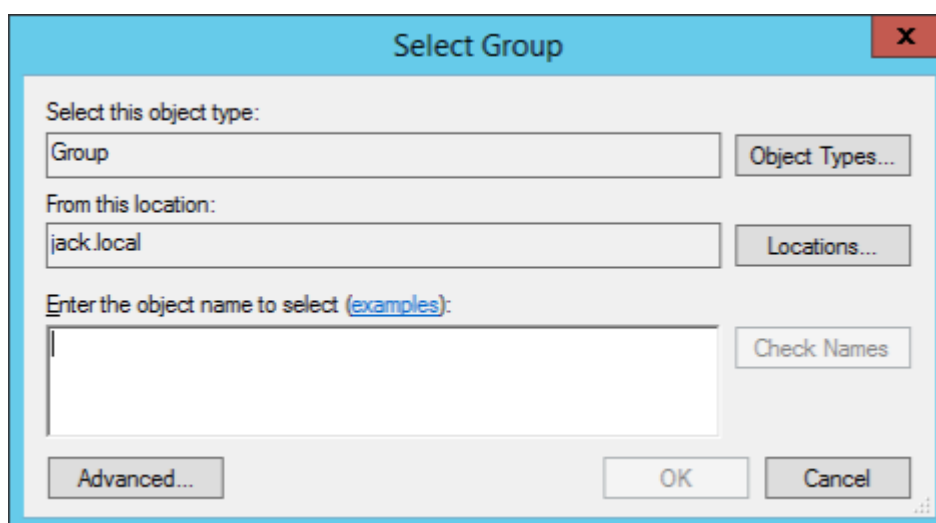 Select Group
x
Select this object type:
Group
Object Types...
From this location:
jack.local
Locations...
Enter the object name to select (examples):
Check Names
Advanced...
OK
Cancel